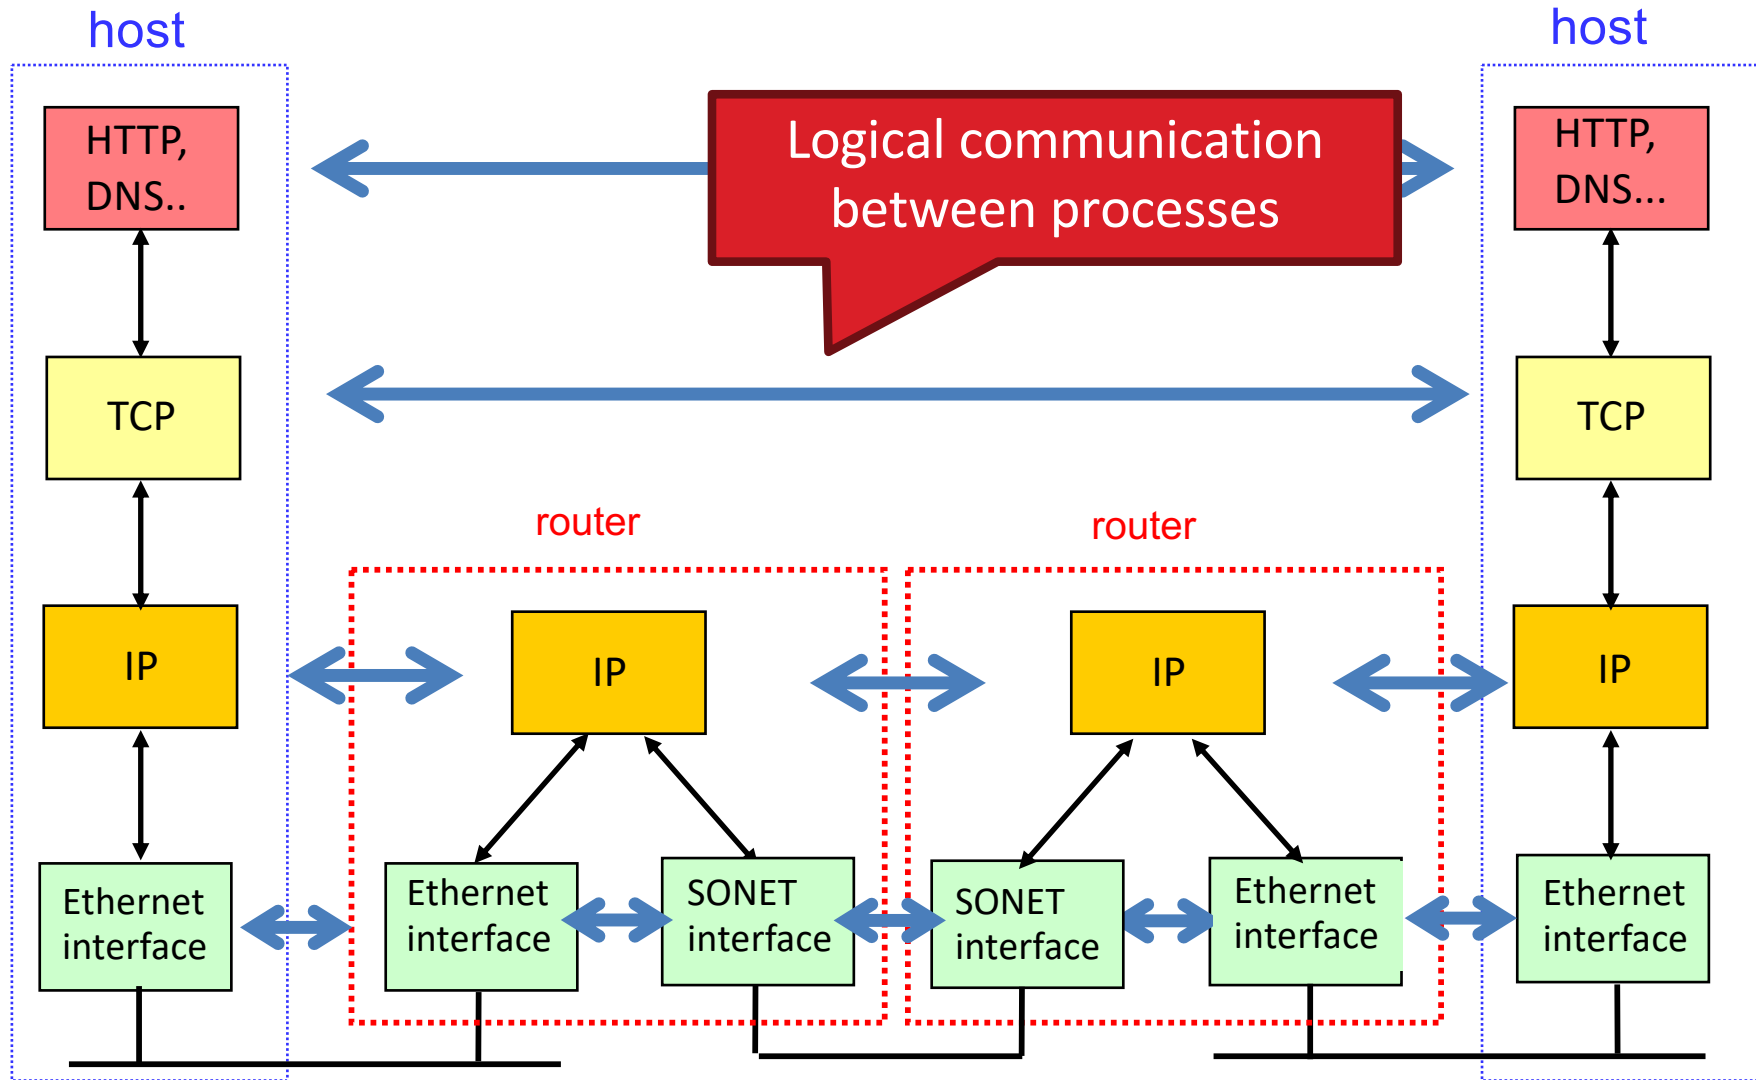 host
host
HTTP,
DNS..
Logical communication
between processes
HTTP,
DNS...
TCP
TCP
router
router
IP
IP
IP
IP
Ethernet
interface
Ethernet
interface
SONET
interface
SONET
interface
Ethernet
interface
Ethernet
interface